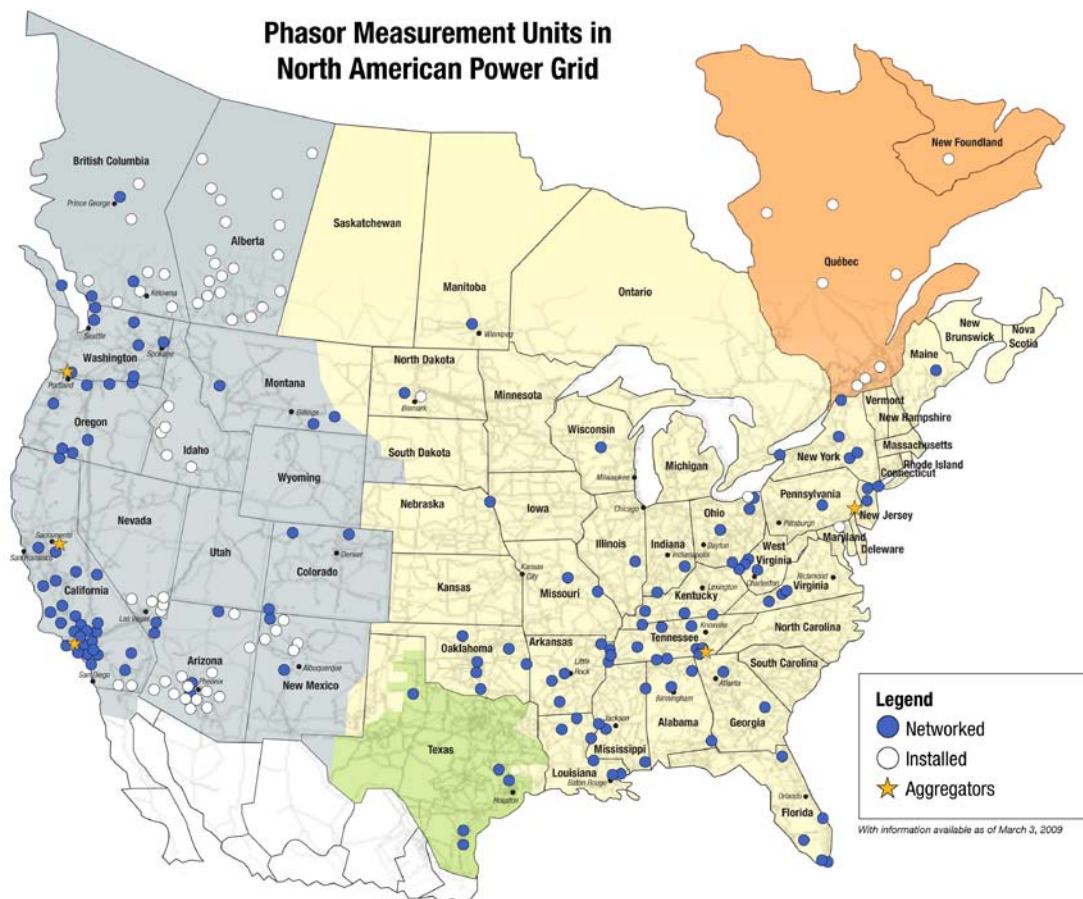 Phasor Measurement Units in
North American Power Grid
British Columbia
Prince George
Alberta
Saskatchewan
Manitoba
Ontario
Québec
New Foundland
Kelowna
Winnipeg
New
Brunswick
Nova
Scotia
Maine
Seattle
Washington
Spokane
Portland
Oregon
Montana
Billings
Idaho
Wyoming
North Dakota
Bismark
South Dakota
Minnesota
Wisconsin
Milwaukee
Michigan
Vermont
New Hampshire
Massachusetts
Rhode Island
Connecticut
New York
Nebraska
Iowa
Chicago
Pennsylvania
Pittsburgh
New Jersey
Maryland
Deleware
Nevada
Utah
Colorado
Denver
Sacramento
San Francisco
California
Las Vegas
San Diego
Arizona
Pheonix
New Mexico
Albuquerque
Kansas
Kansas
City
Missouri
Illinois
Indiana
Indianapolis
Ohio
Dayton
West
Virginia
Charleston
Virginia
Richmond
Kentucky
Lexington
Knoxville
Tennessee
North Carolina
South Carolina
Oaklahoma
Arkansas
Little
Rock
Texas
Houston
Louisiana
Baton Rouge
Jackson
Mississippi
Birmingham
Alabama
Atlanta
Georgia
Orlando
Florida
Legend
Networked
Installed
Aggregators
With information available as of March 3, 2009